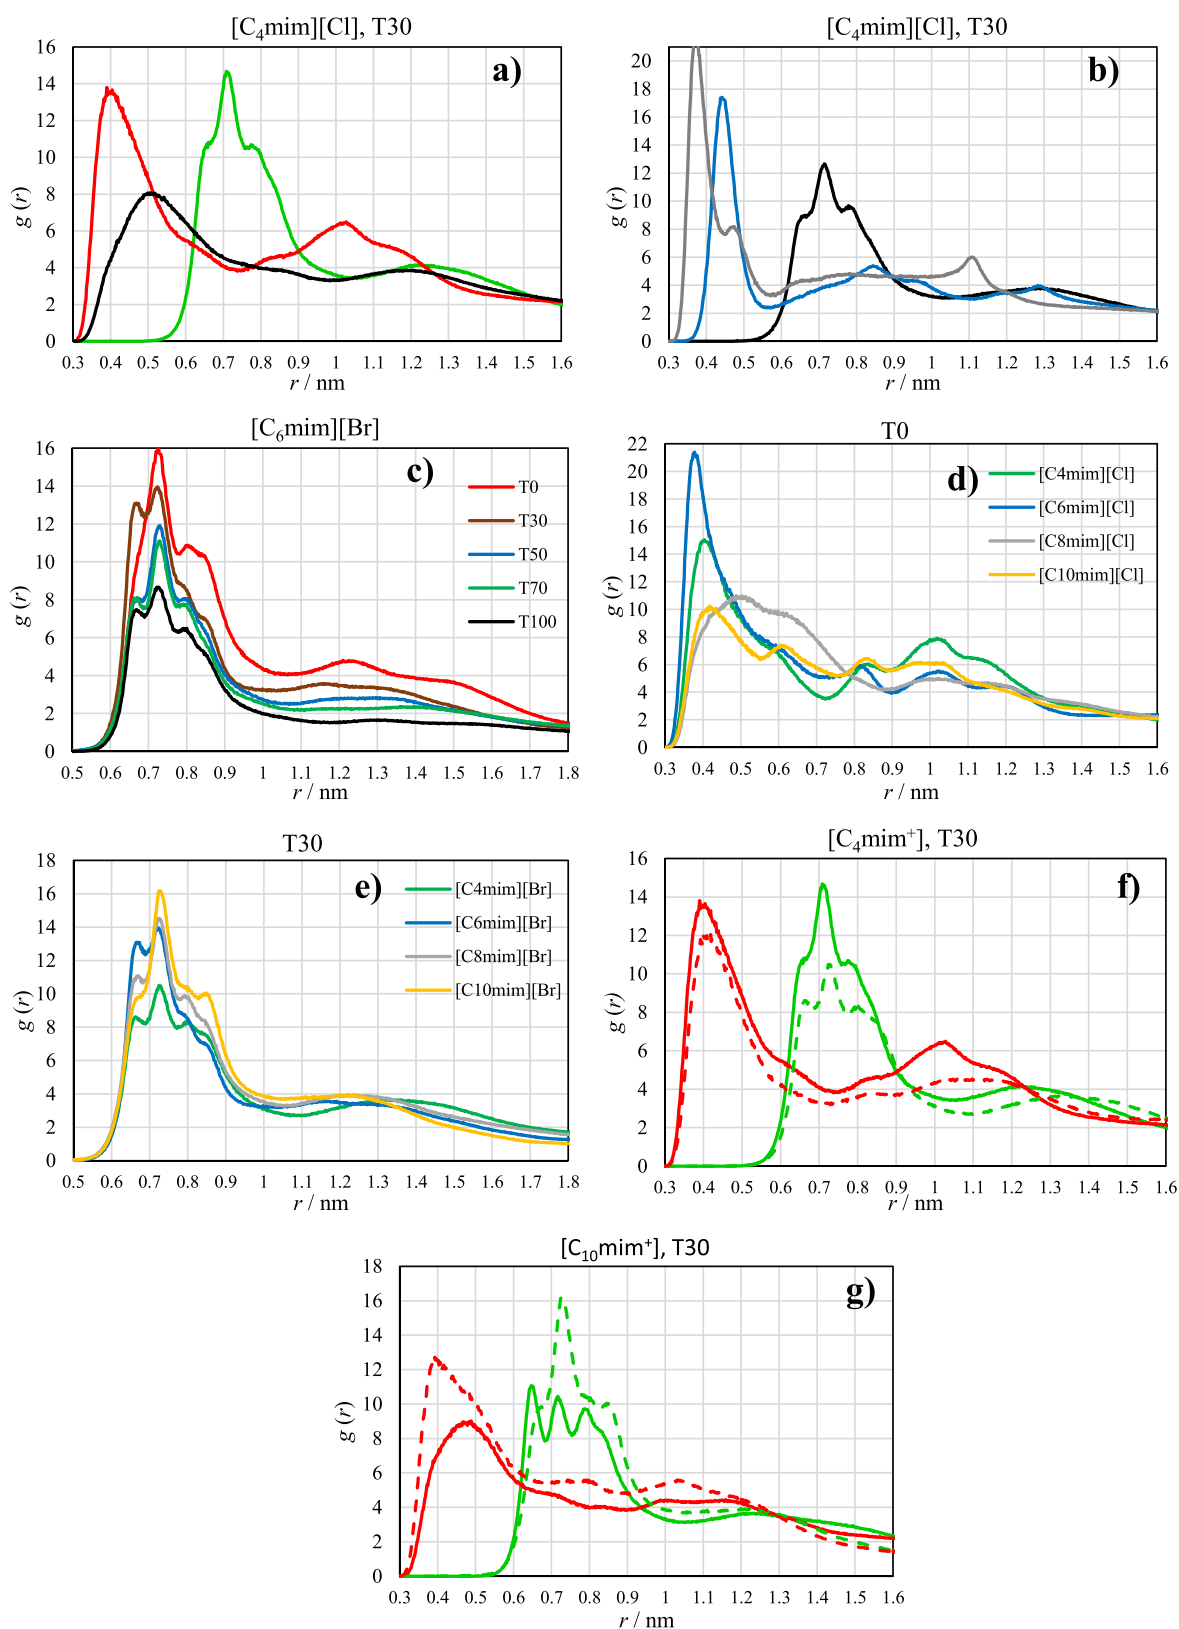 [C₄mim][Cl], T30
a)
16
14
12
10
8
6
4
2
0
g (r)
0.3 0.4 0.5 0.6 0.7 0.8 0.9 1 1.1 1.2 1.3 1.4 1.5 1.6
r / nm
[C₄mim][Cl], T30
b)
20
18
16
14
12
10
8
6
4
2
0
g (r)
0.3 0.4 0.5 0.6 0.7 0.8 0.9 1 1.1 1.2 1.3 1.4 1.5 1.6
r / nm
[C₆mim][Br]
c)
16
14
12
10
8
6
4
2
0
g (r)
T0
T30
T50
T70
T100
0.5 0.6 0.7 0.8 0.9 1 1.1 1.2 1.3 1.4 1.5 1.6 1.7 1.8
r / nm
T0
d)
22
20
18
16
14
12
10
8
6
4
2
0
g (r)
[C4mim][Cl]
[C6mim][Cl]
[C8mim][Cl]
[C10mim][Cl]
0.3 0.4 0.5 0.6 0.7 0.8 0.9 1 1.1 1.2 1.3 1.4 1.5 1.6
r / nm
T30
e)
18
16
14
12
10
8
6
4
2
0
g (r)
[C4mim][Br]
[C6mim][Br]
[C8mim][Br]
[C10mim][Br]
0.5 0.6 0.7 0.8 0.9 1 1.1 1.2 1.3 1.4 1.5 1.6 1.7 1.8
r / nm
[C₄mim⁺], T30
f)
16
14
12
10
8
6
4
2
0
g (r)
0.3 0.4 0.5 0.6 0.7 0.8 0.9 1 1.1 1.2 1.3 1.4 1.5 1.6
r / nm
[C₁₀mim⁺], T30
g)
18
16
14
12
10
8
6
4
2
0
g (r)
0.3 0.4 0.5 0.6 0.7 0.8 0.9 1 1.1 1.2 1.3 1.4 1.5 1.6
r / nm